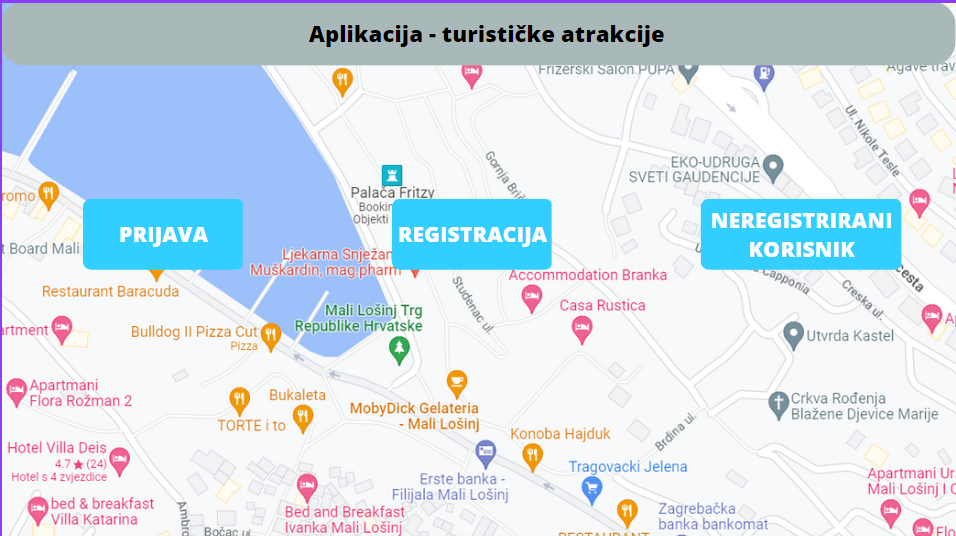 Aplikacija - turističke atrakcije
Frizerski Salon PUPA
Agave trav
Ul. Nikole Tesle
Gornja
EKO-UDRUGA
SVETI GAUDENCIJE
Palača Fritzy
Objekti
romo
PRIJAVA
REGISTRACIJA
NEREGISTRIRANI
KORISNIK
t Board Mali
Ljekarna Snježan
Muškardin, mag.pharm
Accommodation Branka
Capponia
cesta
Creska ul.
Restaurant Baracuda
Studenac ul.
Casa Rustica
Mali Lošinj Trg
Republike Hrvatske
artment
Bulldog II Pizza Cut
Pizza
Utvrda Kastel
Apartmani
Flora Rožman 2
Bukaleta
TORTE i to
MobyDick Gelateria
- Mali Lošinj
Crkva Rođenja
Blažene Djevice Marije
Brdina ul.
Konoba Hajduk
Hotel Villa Deis
4.7 ★ (24)
Hotel s 4 zvjezdice
Erste banka -
Filijala Mali Lošinj
Tragovacki Jelena
Apartmani Ur
Mali Lošinj I C
bed & breakfast
Villa Katarina
Bed and Breakfast
Ivanka Mali Lošinj
Zagrebačka
banka bankomat
Bočac ul.
RESTAURANT
Flo